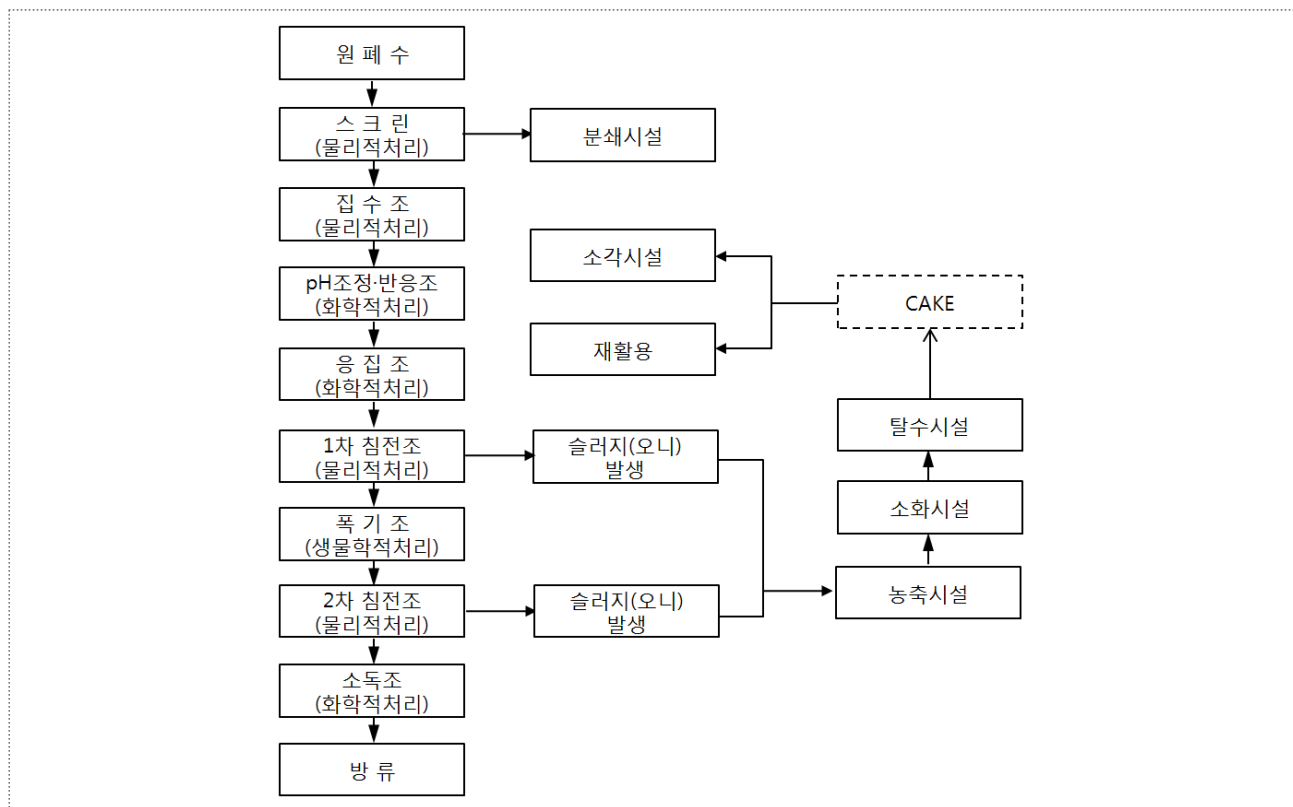 원 폐 수
스 크 린
(물리적처리)
분쇄시설
집 수 조
(물리적처리)
소각시설
pH조정·반응조
(화학적처리)
CAKE
재활용
응 집 조
(화학적처리)
탈수시설
1차 침전조
(물리적처리)
슬러지(오니)
발생
소화시설
폭 기 조
(생물학적처리)
농축시설
2차 침전조
(물리적처리)
슬러지(오니)
발생
소독조
(화학적처리)
방 류